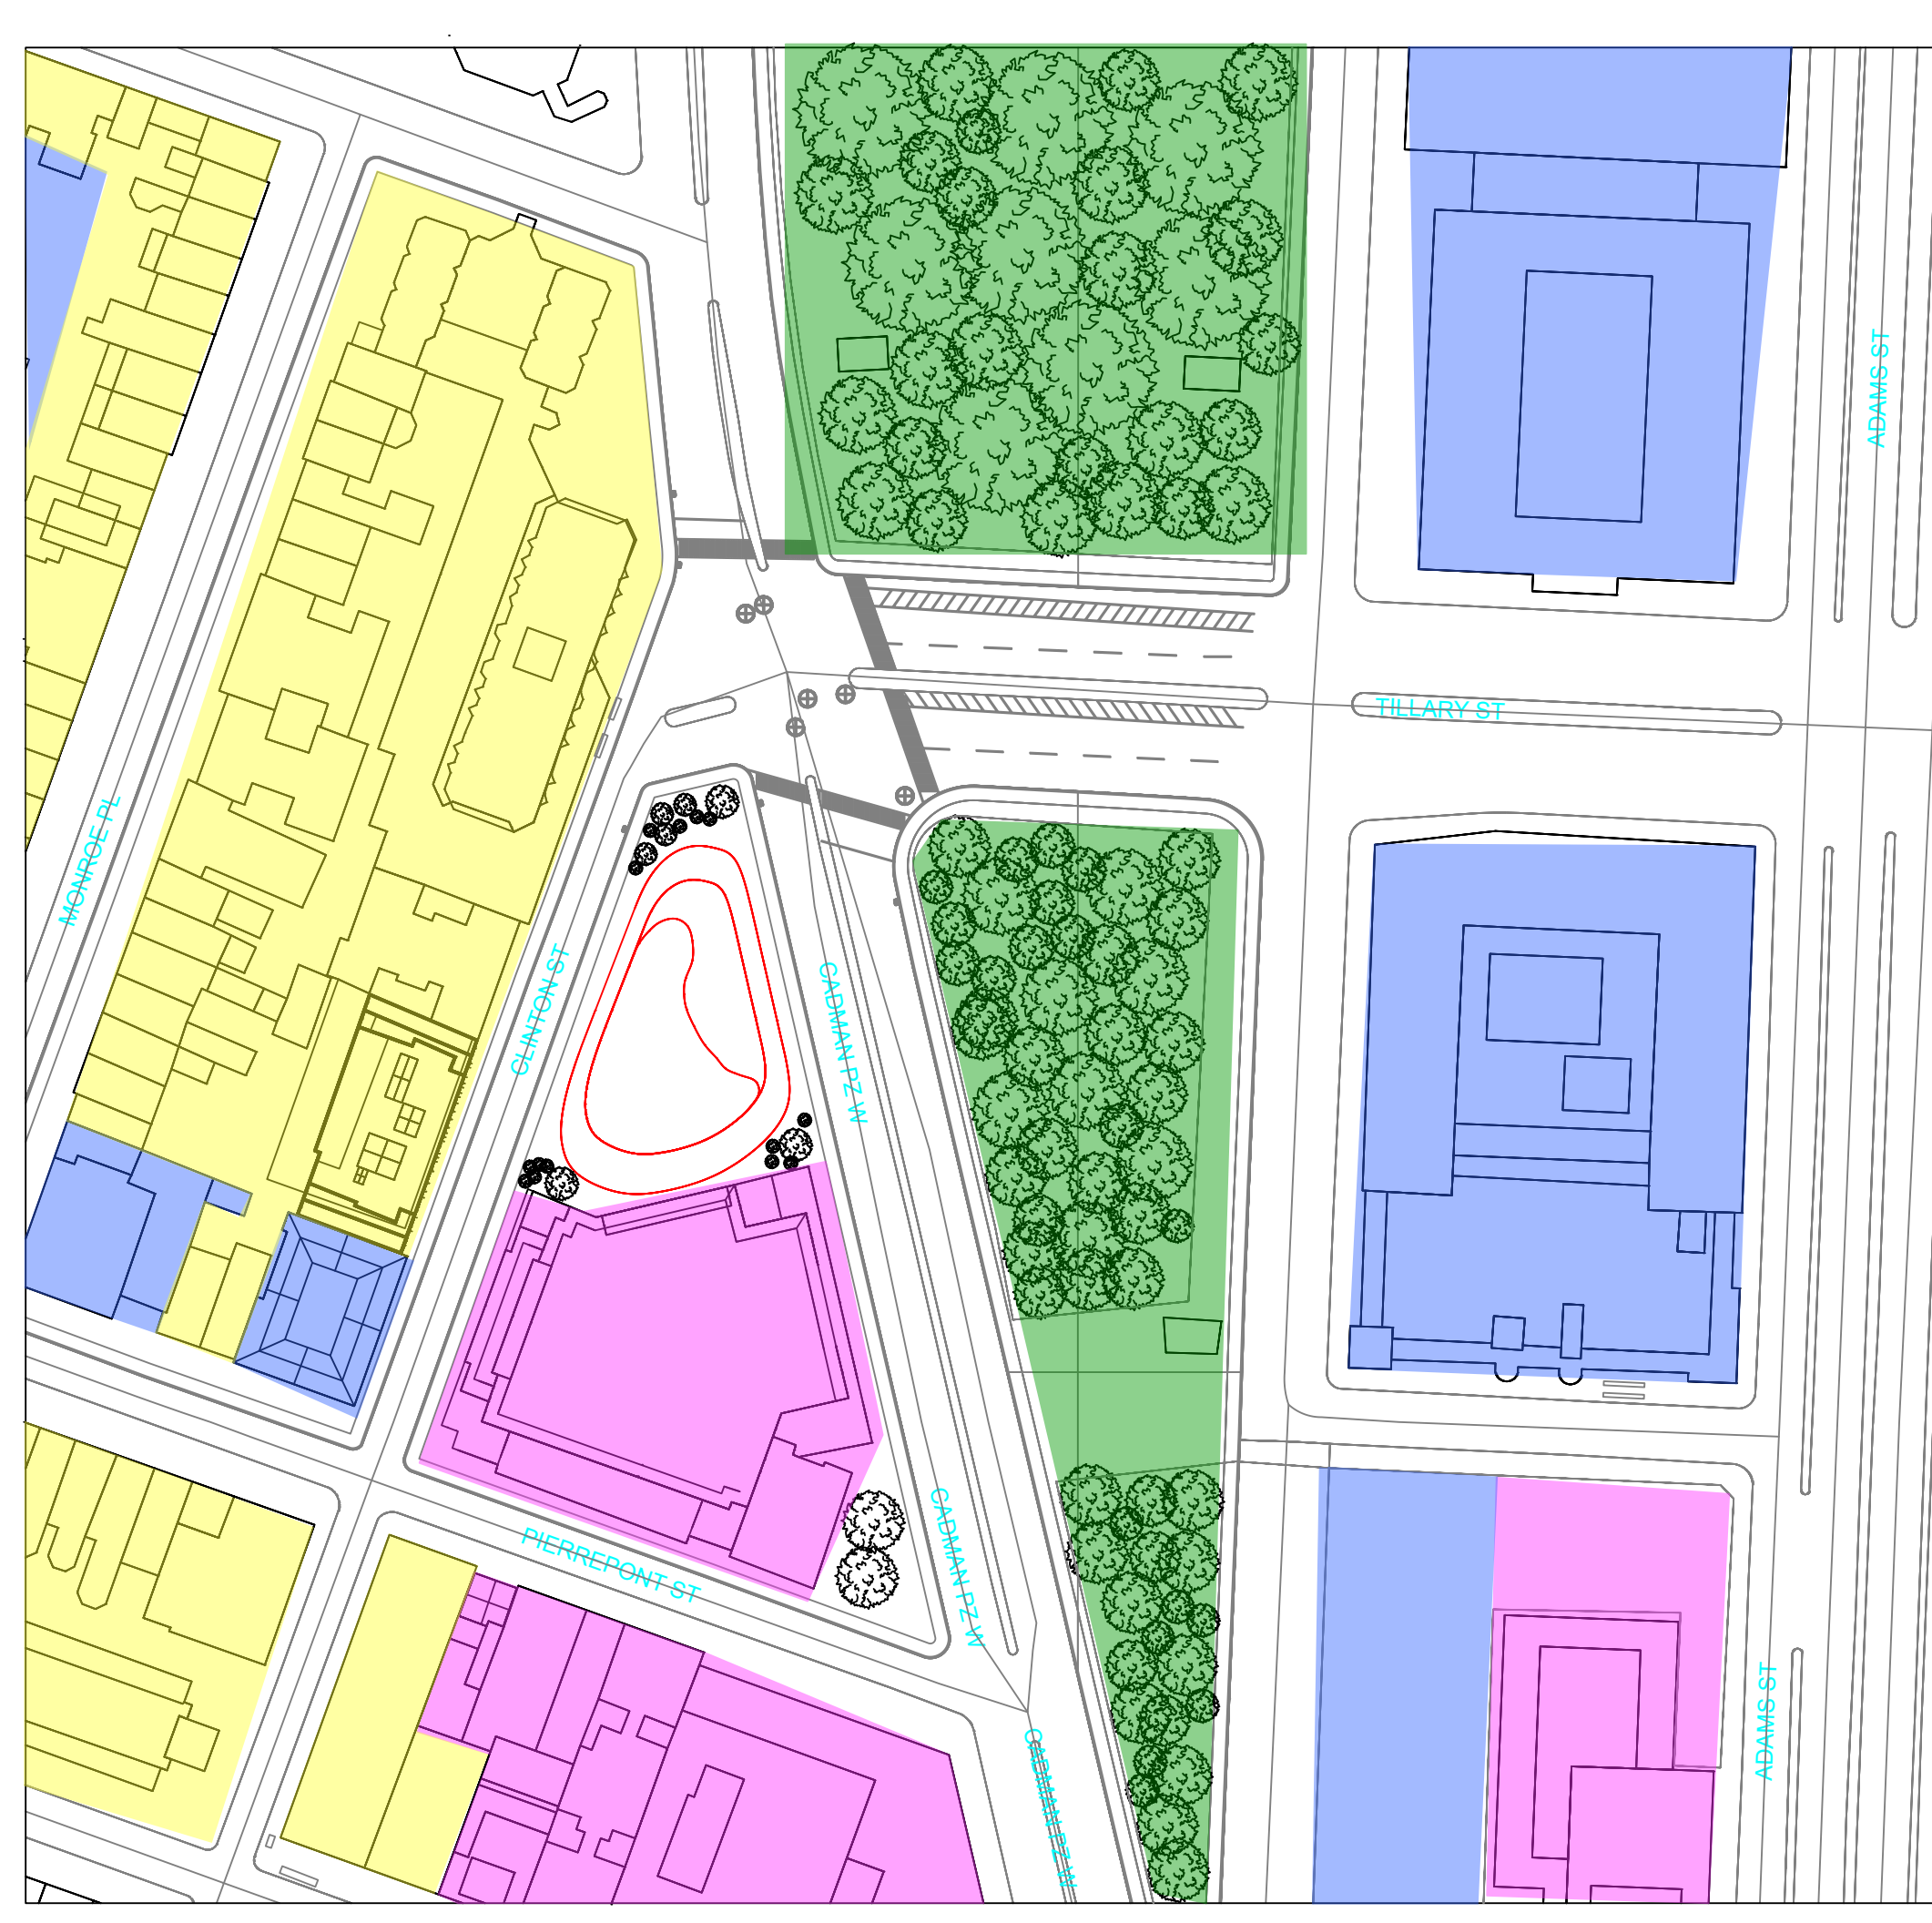 ADAMS ST
TILLARY ST
MONROE PL
CLINTON ST
CADMAN PZ W
CADMAN PZ W
PIERREPONT ST
ADAMS ST
CADMAN PZ W